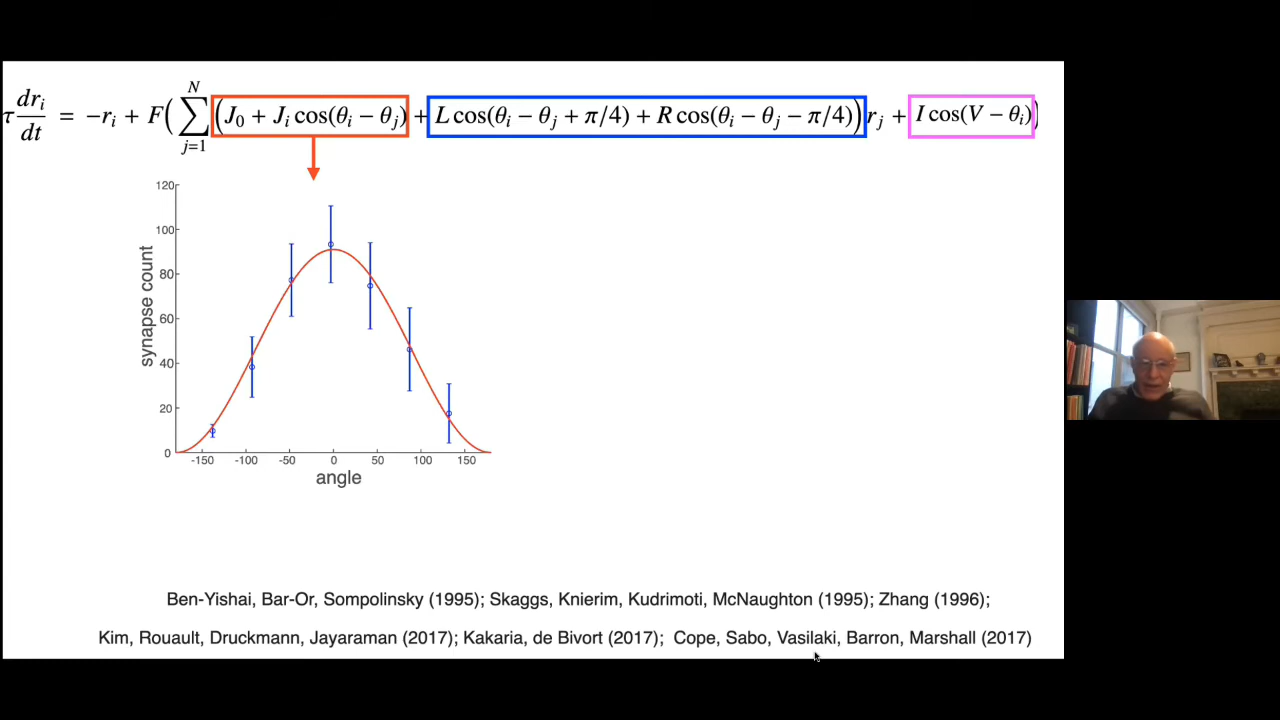 τ dr_i/dt = −r_i + F( ∑_{j=1}^{N} (J_0 + J_i cos(θ_i − θ_j) + L cos(θ_i − θ_j + π/4) + R cos(θ_i − θ_j − π/4)) r_j + I cos(V − θ_i))
120
100
80
60
40
20
0
synapse count
-150 -100 -50 0 50 100 150
angle
Ben-Yishai, Bar-Or, Sompolinsky (1995); Skaggs, Knierim, Kudrimoti, McNaughton (1995); Zhang (1996);
Kim, Rouault, Druckmann, Jayaraman (2017); Kakaria, de Bivort (2017); Cope, Sabo, Vasilaki, Barron, Marshall (2017)